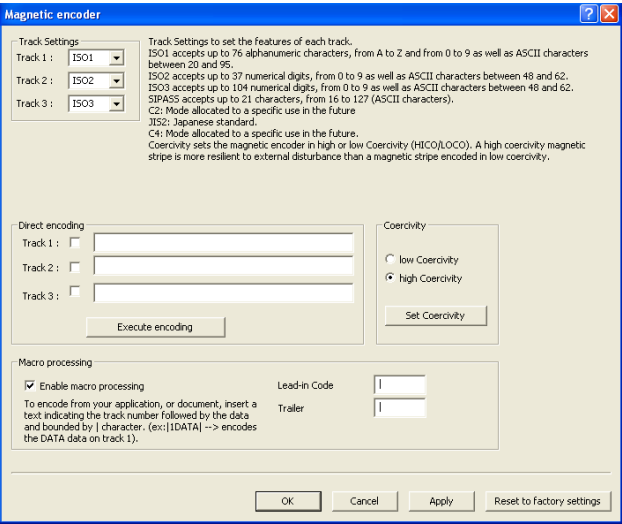 Magnetic encoder
Track Settings
Track 1 : ISO1
Track 2 : ISO2
Track 3 : ISO3
Track Settings to set the features of each track.
ISO1 accepts up to 76 alphanumeric characters, from A to Z and from 0 to 9 as well as ASCII characters
between 20 and 95.
ISO2 accepts up to 37 numerical digits, from 0 to 9 as well as ASCII characters between 48 and 62.
ISO3 accepts up to 104 numerical digits, from 0 to 9 as well as ASCII characters between 48 and 62.
SIPASS accepts up to 21 characters, from 16 to 127 (ASCII characters).
C2: Mode allocated to a specific use in the future
JIS2: Japanese standard.
C4: Mode allocated to a specific use in the future.
Coercivity sets the magnetic encoder in high or low Coercivity (HICO/LOCO). A high coercivity magnetic
stripe is more resilient to external disturbance than a magnetic stripe encoded in low coercivity.
Direct encoding
Track 1 :
Track 2 :
Track 3 :
Execute encoding
Coercivity
low Coercivity
high Coercivity
Set Coercivity
Macro processing
Enable macro processing
To encode from your application, or document, insert a
text indicating the track number followed by the data
and bounded by | character. (ex:|1DATA| --> encodes
the DATA data on track 1).
Lead-in Code |
Trailer |
OK Cancel Apply Reset to factory settings